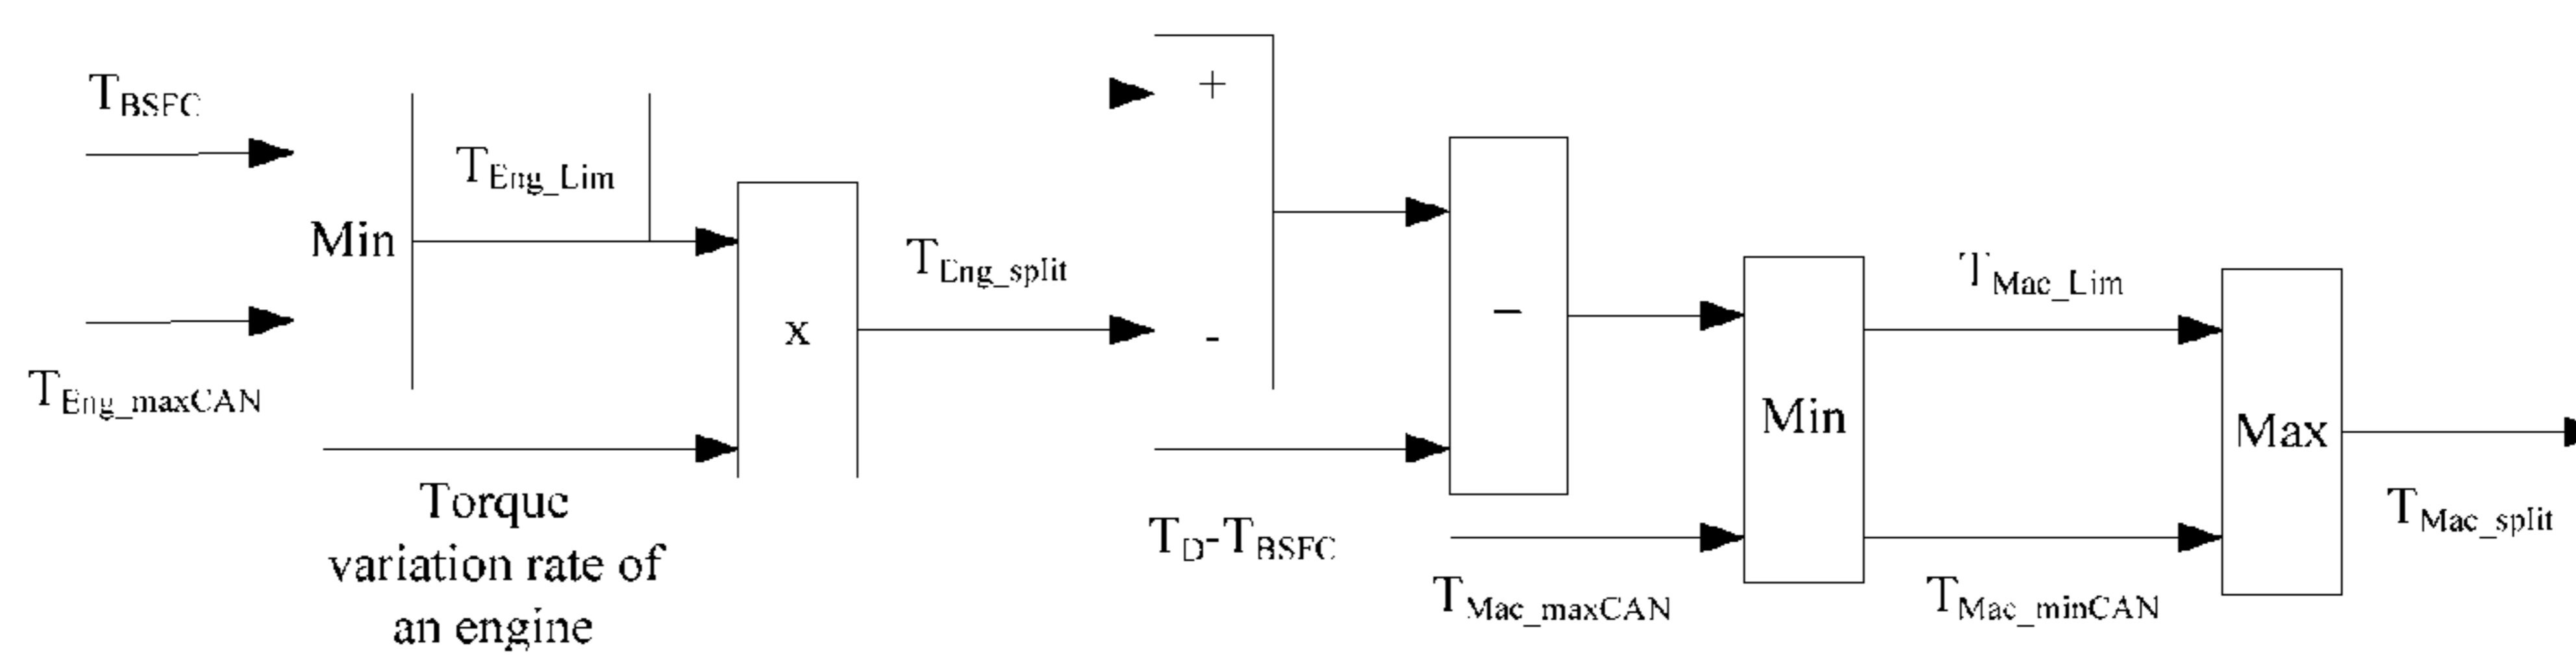 T_BSFC
T_Eng_Lim
Min
T_Eng_maxCAN
x
T_Eng_split
Torque
variation rate of
an engine
+
-
T_D-T_BSFC
–
T_Mac_maxCAN
Min
T_Mac_Lim
T_Mac_minCAN
Max
T_Mac_split